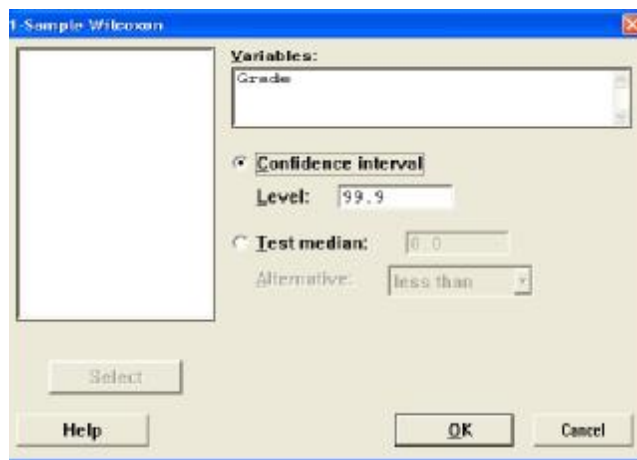 1-Sample Wilcoxon
Variables:
Grade
Confidence interval
Level: 99.9
Test median: 0.0
Alternative: less than
Select
Help
OK
Cancel